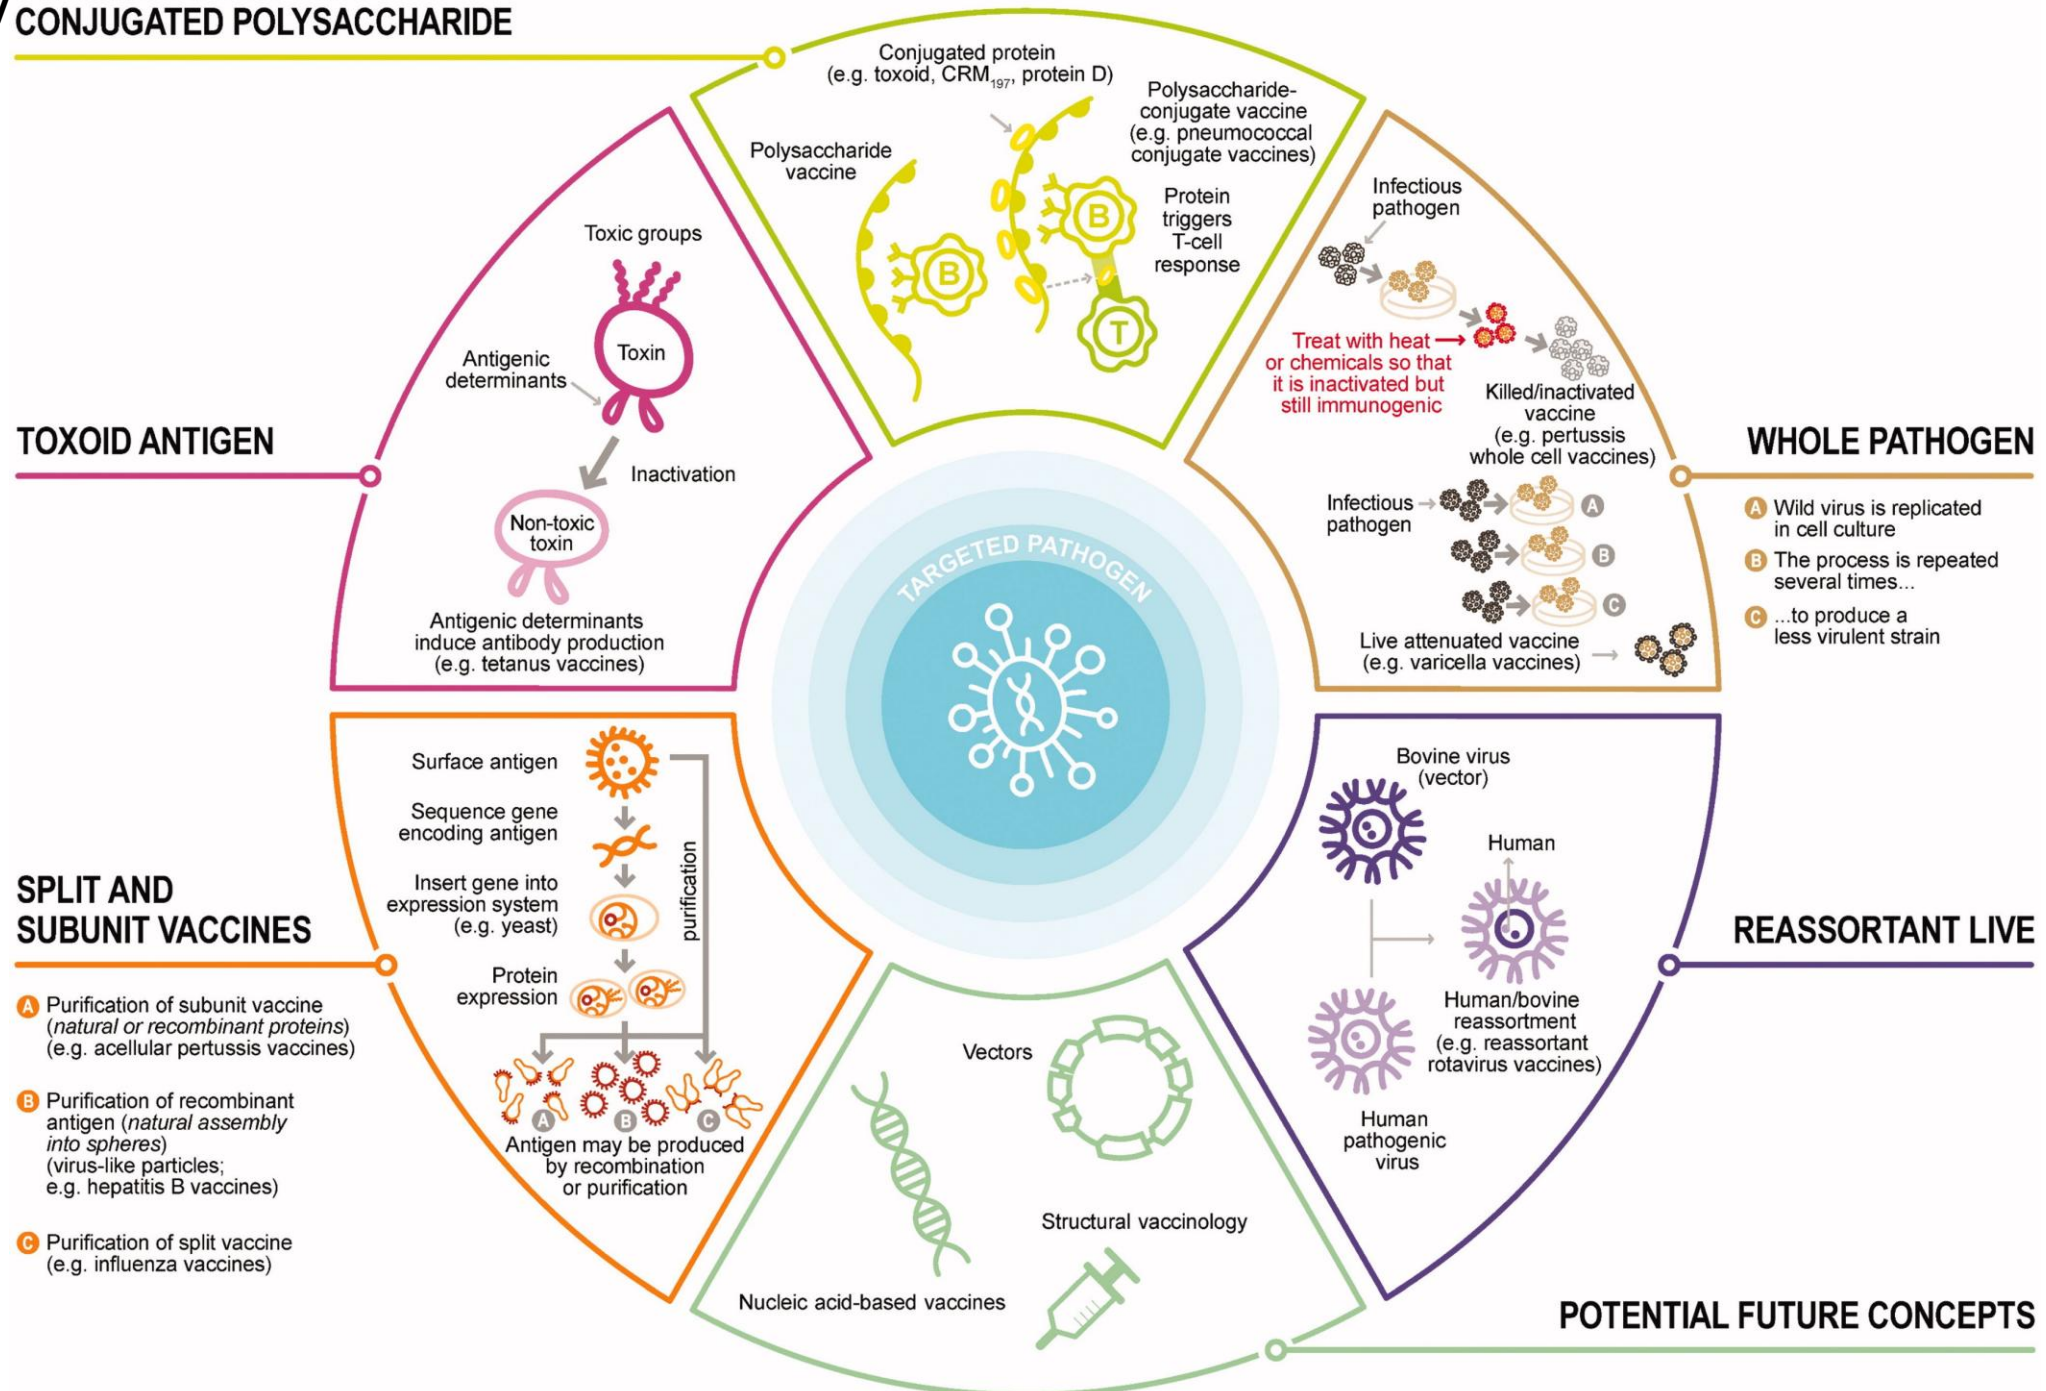 CONJUGATED POLYSACCHARIDE
Conjugated protein
(e.g. toxoid, CRM197, protein D)
Polysaccharide-
conjugate vaccine
(e.g. pneumococcal
conjugate vaccines)
Polysaccharide
vaccine
Protein
triggers
T-cell
response
B
B
T
TOXOID ANTIGEN
Toxic groups
Toxin
Antigenic
determinants
Inactivation
Non-toxic
toxin
Antigenic determinants
induce antibody production
(e.g. tetanus vaccines)
WHOLE PATHOGEN
Infectious
pathogen
Treat with heat
or chemicals so that
it is inactivated but
still immunogenic
Killed/inactivated
vaccine
(e.g. pertussis
whole cell vaccines)
Infectious
pathogen
A
B
C
Live attenuated vaccine
(e.g. varicella vaccines)
A Wild virus is replicated
in cell culture
B The process is repeated
several times...
C ...to produce a
less virulent strain
TARGETED PATHOGEN
SPLIT AND
SUBUNIT VACCINES
A Purification of subunit vaccine
(natural or recombinant proteins)
(e.g. acellular pertussis vaccines)
B Purification of recombinant
antigen (natural assembly
into spheres)
(virus-like particles;
e.g. hepatitis B vaccines)
C Purification of split vaccine
(e.g. influenza vaccines)
Surface antigen
Sequence gene
encoding antigen
Insert gene into
expression system
(e.g. yeast)
Protein
expression
purification
A
B
C
Antigen may be produced
by recombination
or purification
REASSORTANT LIVE
Bovine virus
(vector)
Human
Human/bovine
reassortment
(e.g. reassortant
rotavirus vaccines)
Human
pathogenic
virus
POTENTIAL FUTURE CONCEPTS
Vectors
Structural vaccinology
Nucleic acid-based vaccines